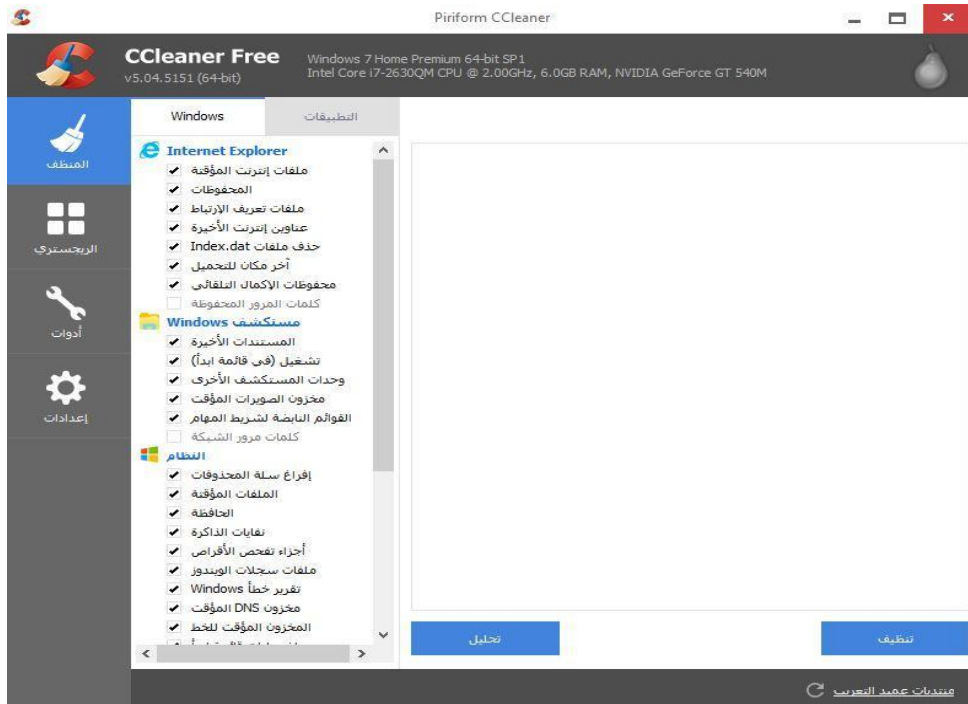 Piriform CCleaner
CCleaner Free
v5.04.5151 (64-bit)
Windows 7 Home Premium 64-bit SP1
Intel Core i7-2630QM CPU @ 2.00GHz, 6.0GB RAM, NVIDIA GeForce GT 540M
المنظف
الريجستري
أدوات
إعدادات
Windows
التطبيقات
Internet Explorer
ملفات إنترنت المؤقتة
المحفوظات
ملفات تعريف الإرتباط
عناوين إنترنت الأخيرة
حذف ملفات Index.dat
آخر مكان للتحميل
محفوظات الإكمال التلقائي
كلمات المرور المحفوظة
مستكشف Windows
المستندات الأخيرة
تشغيل (في قائمة ابدأ)
وحدات المستكشف الأخرى
مخزون الصويرات المؤقت
القوائم النابضة لشريط المهام
كلمات مرور الشبكة
النظام
إفراغ سلة المحذوفات
الملفات المؤقتة
الحافظة
نفايات الذاكرة
أجزاء تفحص الأقراص
ملفات سجلات الويندوز
تقرير خطأ Windows
مخزون DNS المؤقت
المخزون المؤقت للخط
تحليل
تنظيف
منتديات عميد التعريب